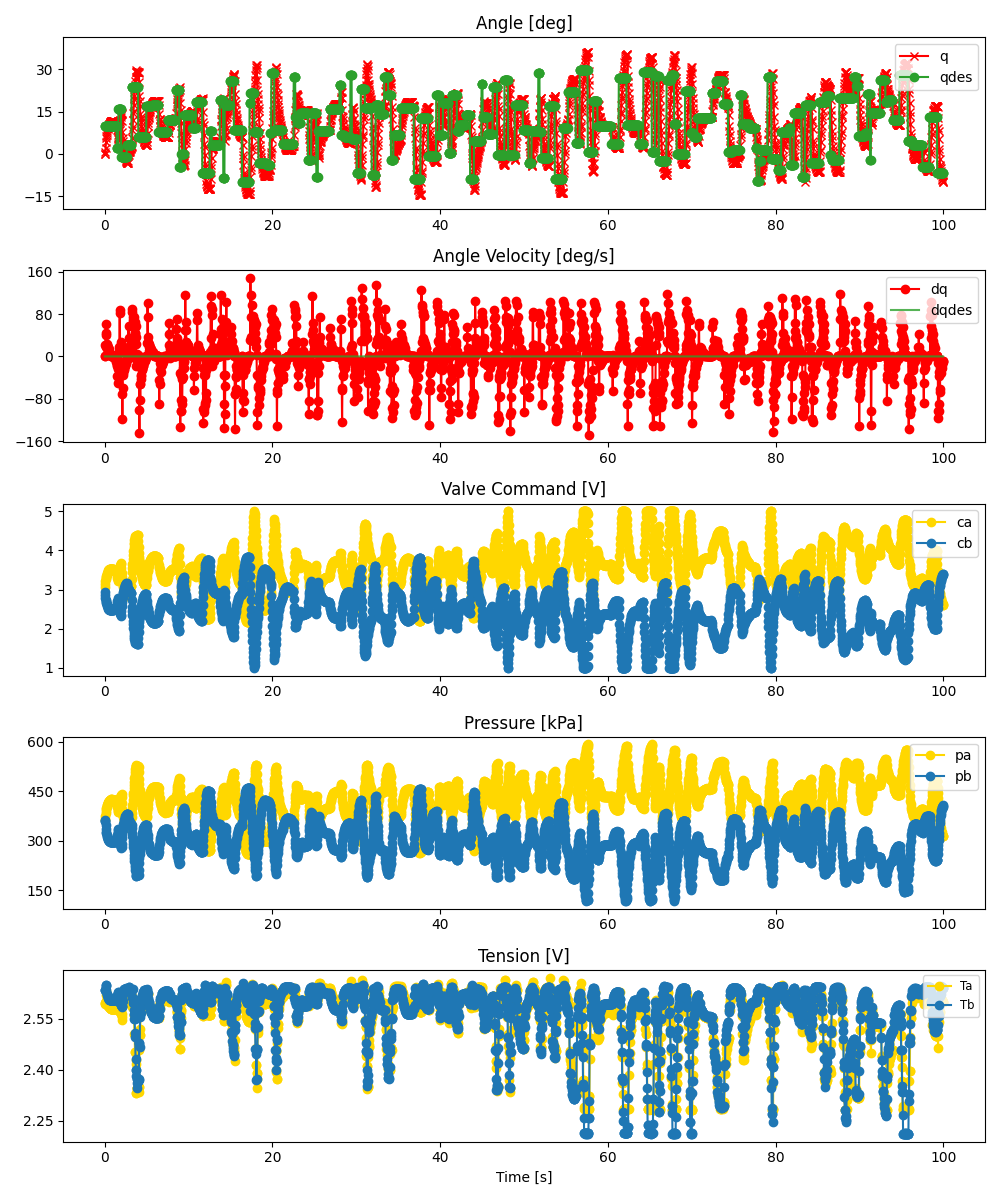 Angle [deg]
30
15
0
−15
q
qdes
0 20 40 60 80 100
Angle Velocity [deg/s]
160
80
0
−80
−160
dq
dqdes
0 20 40 60 80 100
Valve Command [V]
5
4
3
2
1
ca
cb
0 20 40 60 80 100
Pressure [kPa]
600
450
300
150
pa
pb
0 20 40 60 80 100
Tension [V]
2.55
2.40
2.25
Ta
Tb
0 20 40 60 80 100
Time [s]